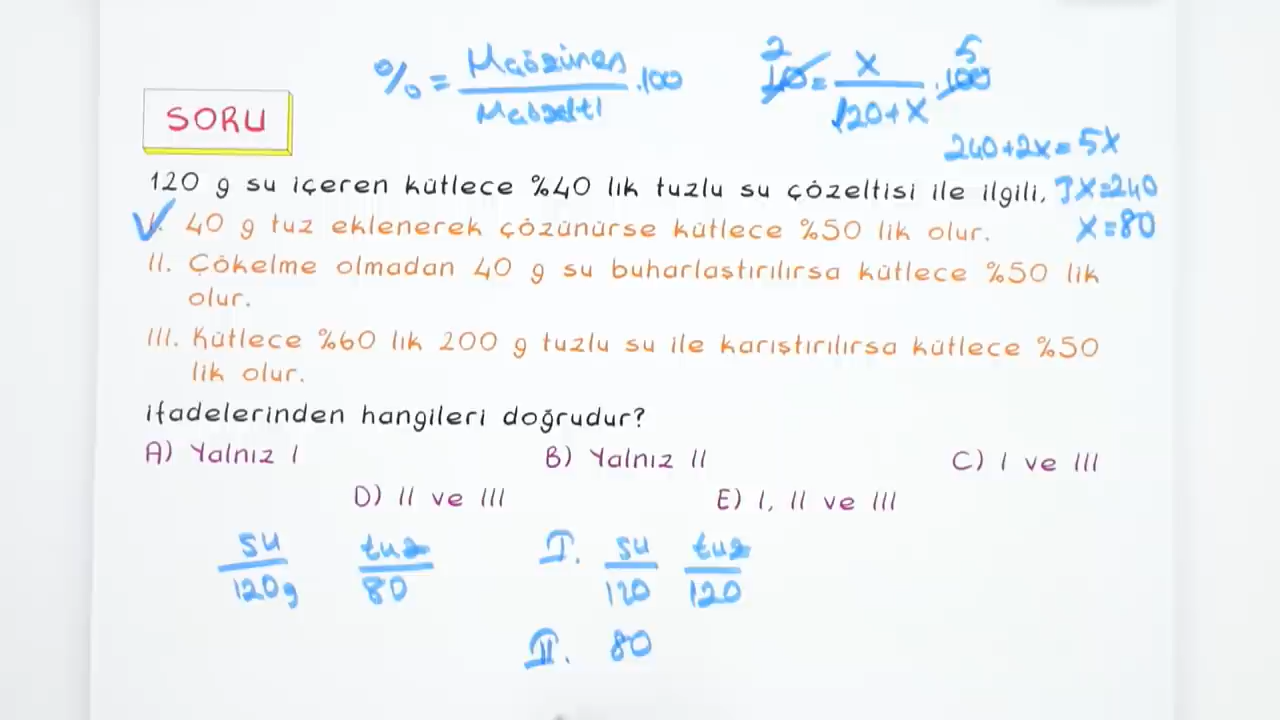 % = Mçözünen / Mçözelti .100
2 5
40 = x / 120+x . 100
240+2x=5x
SORU
120 g su içeren kütlece %40 lık tuzlu su çözeltisi ile ilgili,
3x=240
I. 40 g tuz eklenerek çözünürse kütlece %50 lik olur.
x=80
II. Çökelme olmadan 40 g su buharlaştırılırsa kütlece %50 lik
olur.
III. Kütlece %60 lık 200 g tuzlu su ile karıştırılırsa kütlece %50
lik olur.
ifadelerinden hangileri doğrudur?
A) Yalnız I B) Yalnız II C) I ve III
D) II ve III E) I, II ve III
su tuz I. su tuz
120g 80 120 120
II. 80